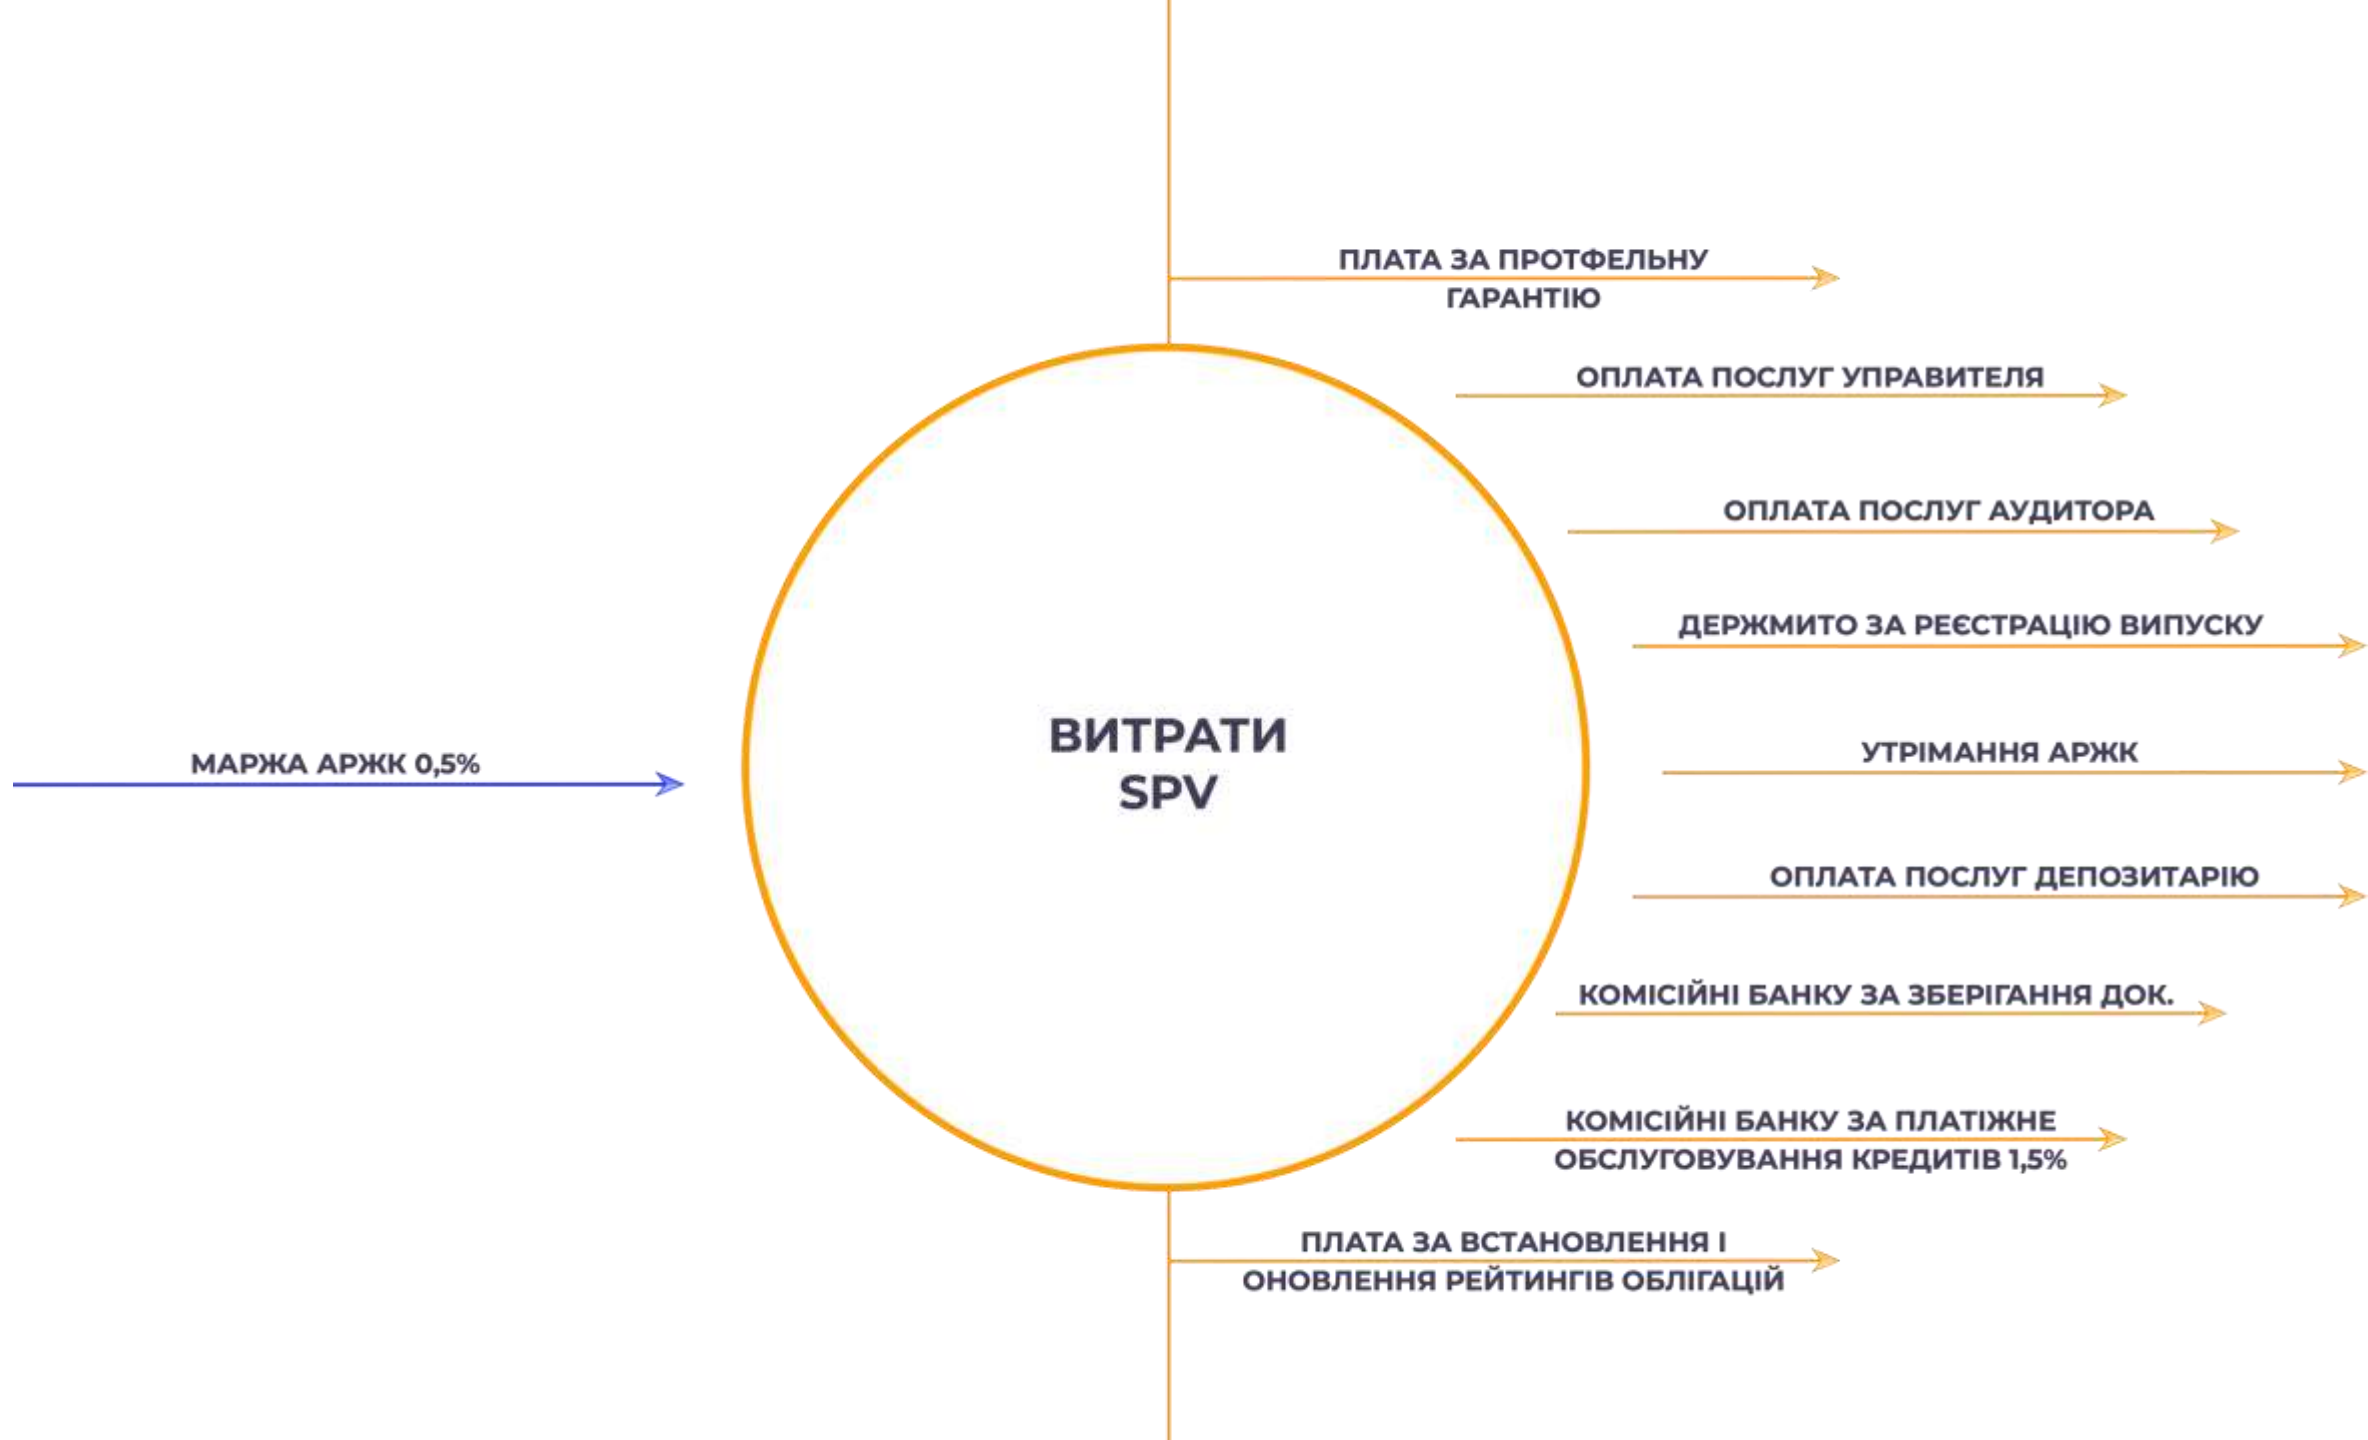 ПЛАТА ЗА ПРОТФЕЛЬНУ
ГАРАНТІЮ
ОПЛАТА ПОСЛУГ УПРАВИТЕЛЯ
ОПЛАТА ПОСЛУГ АУДИТОРА
ДЕРЖМИТО ЗА РЕЄСТРАЦІЮ ВИПУСКУ
МАРЖА АРЖК 0,5%
ВИТРАТИ
SPV
УТРІМАННЯ АРЖК
ОПЛАТА ПОСЛУГ ДЕПОЗИТАРІЮ
КОМІСІЙНІ БАНКУ ЗА ЗБЕРІГАННЯ ДОК.
КОМІСІЙНІ БАНКУ ЗА ПЛАТІЖНЕ
ОБСЛУГОВУВАННЯ КРЕДИТІВ 1,5%
ПЛАТА ЗА ВСТАНОВЛЕННЯ І
ОНОВЛЕННЯ РЕЙТИНГІВ ОБЛІГАЦІЙ